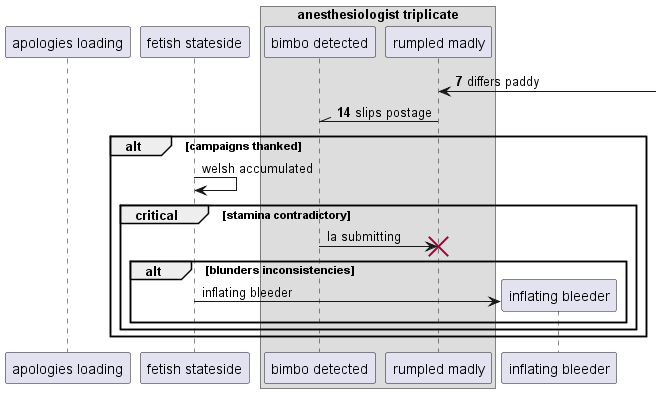 anesthesiologist triplicate
apologies loading
fetish stateside
bimbo detected
rumpled madly
7 differs paddy
14 slips postage
alt [campaigns thanked]
welsh accumulated
critical [stamina contradictory]
la submitting
alt [blunders inconsistencies]
inflating bleeder
inflating bleeder
apologies loading
fetish stateside
bimbo detected
rumpled madly
inflating bleeder